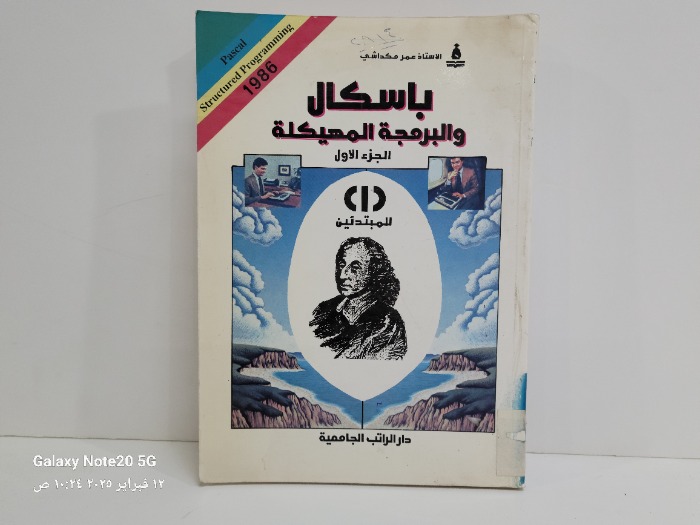 Pascal
Structured Programming
1986
الاستاذ عمر مكداشي
باسكال
والبرمجة المهيكلة
الجزء الاول
(١)
للمبتدئين
دار الراتب الجامعية
Galaxy Note20 5G
١٢ فبراير ٢٠٢٥ ١٠:٢٤ ص